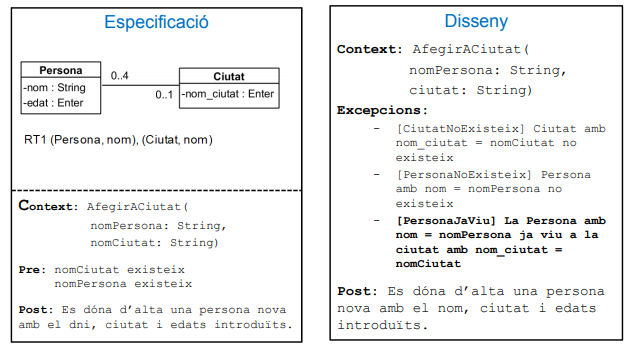 Especificació
Persona
-nom : String
-edat : Enter
0..4
0..1
Ciutat
-nom_ciutat : Enter
RT1 (Persona, nom), (Ciutat, nom)
Context: AfegirACiutat(
nomPersona: String,
nomCiutat: String)
Pre: nomCiutat existeix
nomPersona existeix
Post: Es dóna d'alta una persona nova
amb el dni, ciutat i edats introduïts.
Disseny
Context: AfegirACiutat(
nomPersona: String,
ciutat: String)
Excepcions:
- [CiutatNoExisteix] Ciutat amb
nom_ciutat = nomCiutat no
existeix
- [PersonaNoExisteix] Persona
amb nom = nomPersona no
existeix
- [PersonaJaViu] La Persona amb
nom = nomPersona ja viu a la
ciutat amb nom_ciutat =
nomCiutat
Post: Es dóna d'alta una persona
nova amb el nom, ciutat i edats
introduïts.